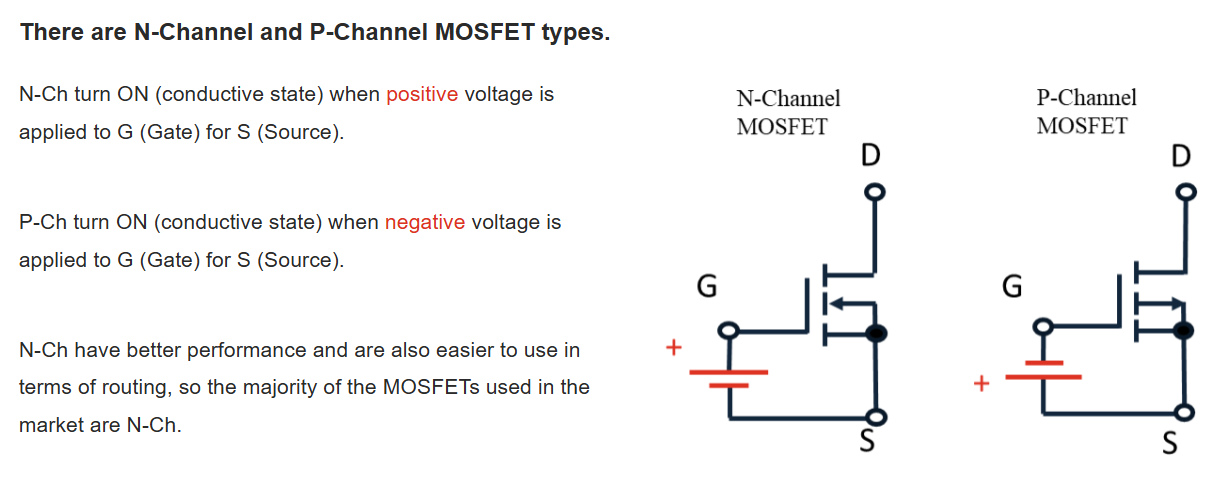 There are N-Channel and P-Channel MOSFET types.
N-Ch turn ON (conductive state) when positive voltage is
applied to G (Gate) for S (Source).
P-Ch turn ON (conductive state) when negative voltage is
applied to G (Gate) for S (Source).
N-Ch have better performance and are also easier to use in
terms of routing, so the majority of the MOSFETs used in the
market are N-Ch.
N-Channel
MOSFET
D
G
+
S
P-Channel
MOSFET
D
G
+
S